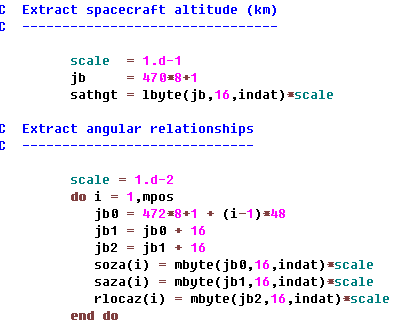 C  Extract spacecraft altitude (km)
C  --------------------------------
scale  = 1.d-1
jb     = 470*8+1
sathgt = lbyte(jb,16,indat)*scale
C  Extract angular relationships
C  -----------------------------
scale = 1.d-2
do i = 1,mpos
jb0 = 472*8+1 + (i-1)*48
jb1 = jb0 + 16
jb2 = jb1 + 16
soza(i) = mbyte(jb0,16,indat)*scale
saza(i) = mbyte(jb1,16,indat)*scale
rlocaz(i) = mbyte(jb2,16,indat)*scale
end do